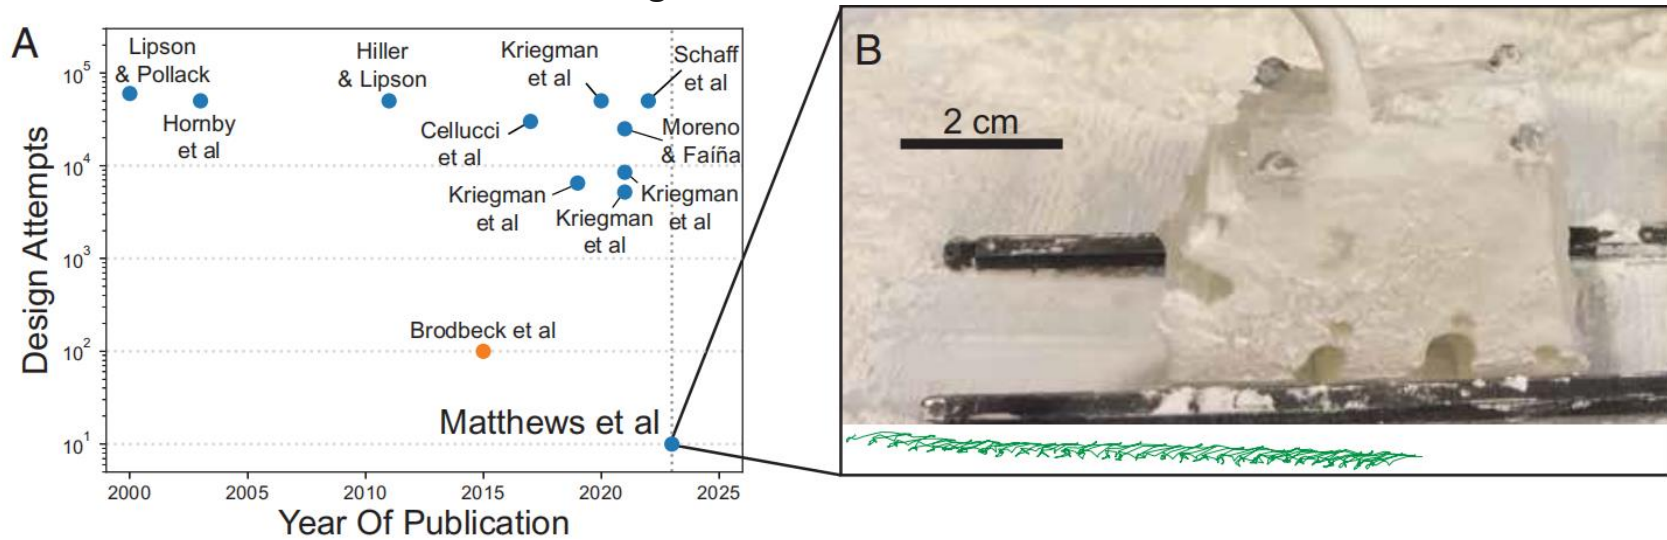 A
Lipson
& Pollack
Hornby
et al
Hiller
& Lipson
Cellucci
et al
Kriegman
et al
Schaff
et al
Moreno
& Faíña
Kriegman
et al
Kriegman
et al
Kriegman
et al
Brodbeck et al
Matthews et al
Design Attempts
10^5
10^4
10^3
10^2
10^1
2000 2005 2010 2015 2020 2025
Year Of Publication
B
2 cm